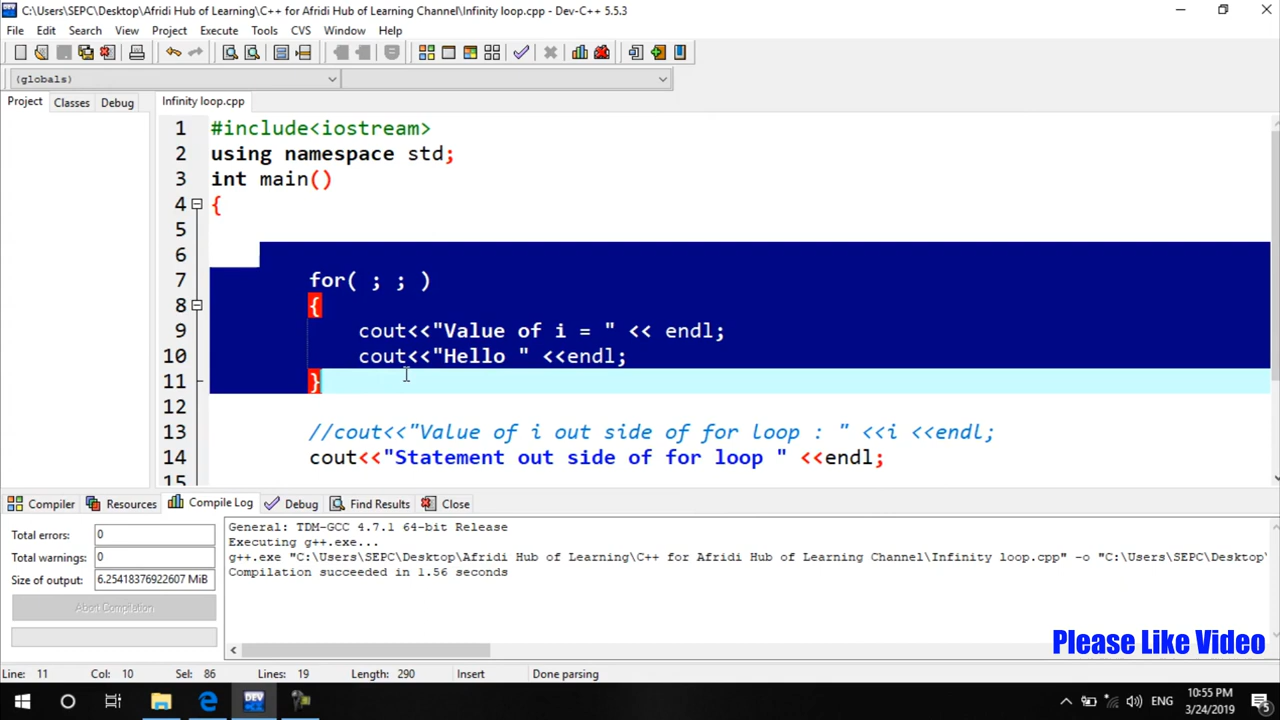 C:\Users\SEPC\Desktop\Afridi Hub of Learning\C++ for Afridi Hub of Learning Channel\Infinity loop.cpp - Dev-C++ 5.5.3
File Edit Search View Project Execute Tools CVS Window Help
(globals)
Project Classes Debug Infinity loop.cpp
1 #include<iostream>
2 using namespace std;
3 int main()
4 {
5
6
7 for( ; ; )
8 {
9 cout<<"Value of i = " << endl;
10 cout<<"Hello " <<endl;
11 }
12
13 //cout<<"Value of i out side of for loop : " <<i <<endl;
14 cout<<"Statement out side of for loop " <<endl;
15
Compiler Resources Compile Log Debug Find Results Close
Total errors: 0
Total warnings: 0
Size of output: 6.25418376922607 MiB
Abort Compilation
General: TDM-GCC 4.7.1 64-bit Release
Executing g++.exe...
g++.exe "C:\Users\SEPC\Desktop\Afridi Hub of Learning\C++ for Afridi Hub of Learning Channel\Infinity loop.cpp" -o "C:\Users\SEPC\Desktop\
Compilation succeeded in 1.56 seconds
Please Like Video
Line: 11 Col: 10 Sel: 86 Lines: 19 Length: 290 Insert Done parsing
DEV
ENG
10:55 PM
3/24/2019
5